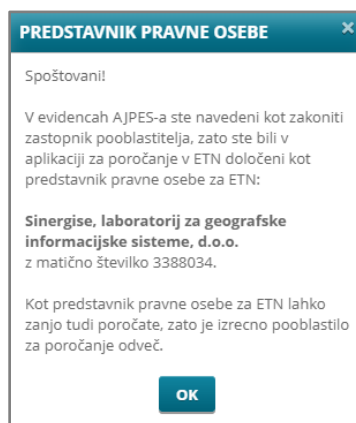 PREDSTAVNIK PRAVNE OSEBE ×
Spoštovani!
V evidencah AJPES-a ste navedeni kot zakoniti
zastopnik pooblastitelja, zato ste bili v
aplikaciji za poročanje v ETN določeni kot
predstavnik pravne osebe za ETN:
Sinergise, laboratorij za geografske
informacijske sisteme, d.o.o.
z matično številko 3388034.
Kot predstavnik pravne osebe za ETN lahko
zanjo tudi poročate, zato je izrecno pooblastilo
za poročanje odveč.
OK